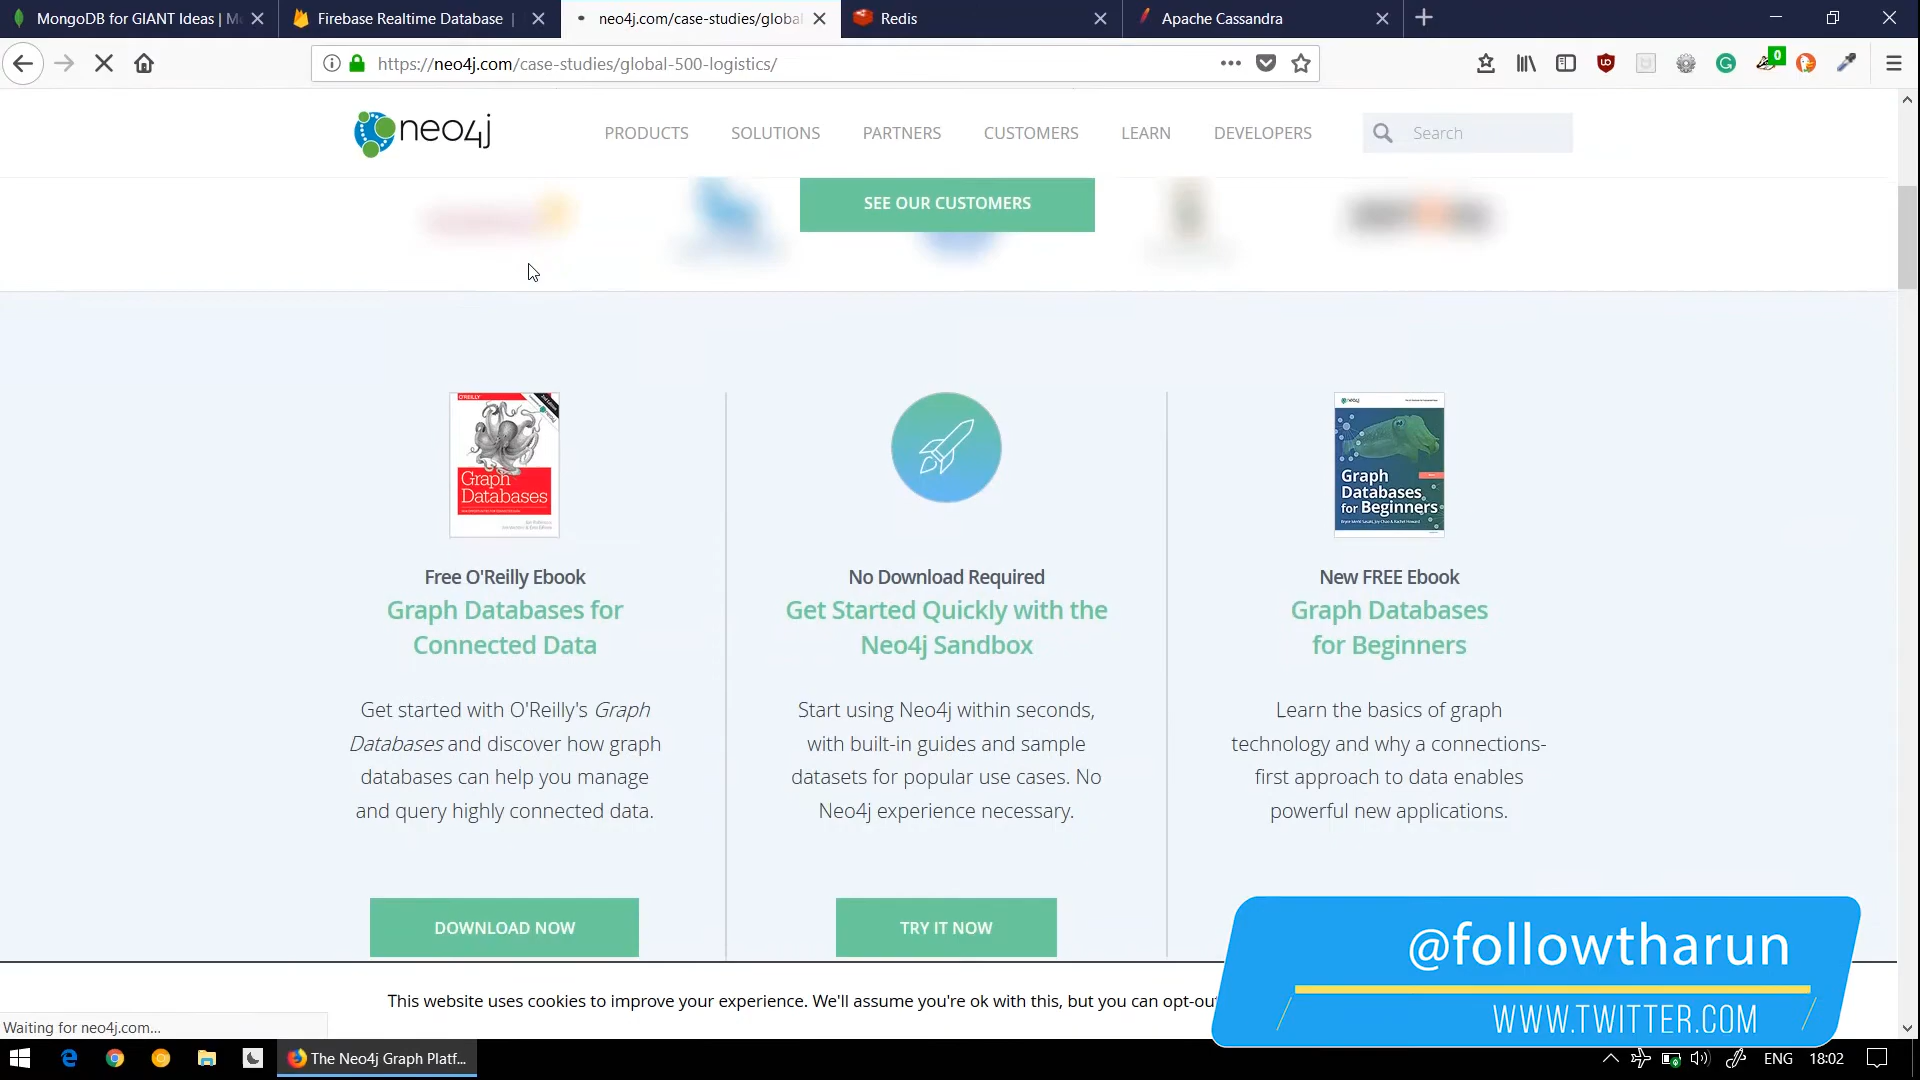 MongoDB for GIANT Ideas | M
Firebase Realtime Database |
neo4j.com/case-studies/global
Redis
Apache Cassandra
https://neo4j.com/case-studies/global-500-logistics/
0
neo4j
PRODUCTS
SOLUTIONS
PARTNERS
CUSTOMERS
LEARN
DEVELOPERS
Search
SEE OUR CUSTOMERS
O'REILLY
Graph
Databases
neo4j
Graph
Databases
for Beginners
Free O'Reilly Ebook
Graph Databases for
Connected Data
Get started with O'Reilly's Graph
Databases and discover how graph
databases can help you manage
and query highly connected data.
DOWNLOAD NOW
No Download Required
Get Started Quickly with the
Neo4j Sandbox
Start using Neo4j within seconds,
with built-in guides and sample
datasets for popular use cases. No
Neo4j experience necessary.
TRY IT NOW
New FREE Ebook
Graph Databases
for Beginners
Learn the basics of graph
technology and why a connections-
first approach to data enables
powerful new applications.
@followtharun
WWW.TWITTER.COM
This website uses cookies to improve your experience. We'll assume you're ok with this, but you can opt-ou
Waiting for neo4j.com...
The Neo4j Graph Platf...
ENG
18:02